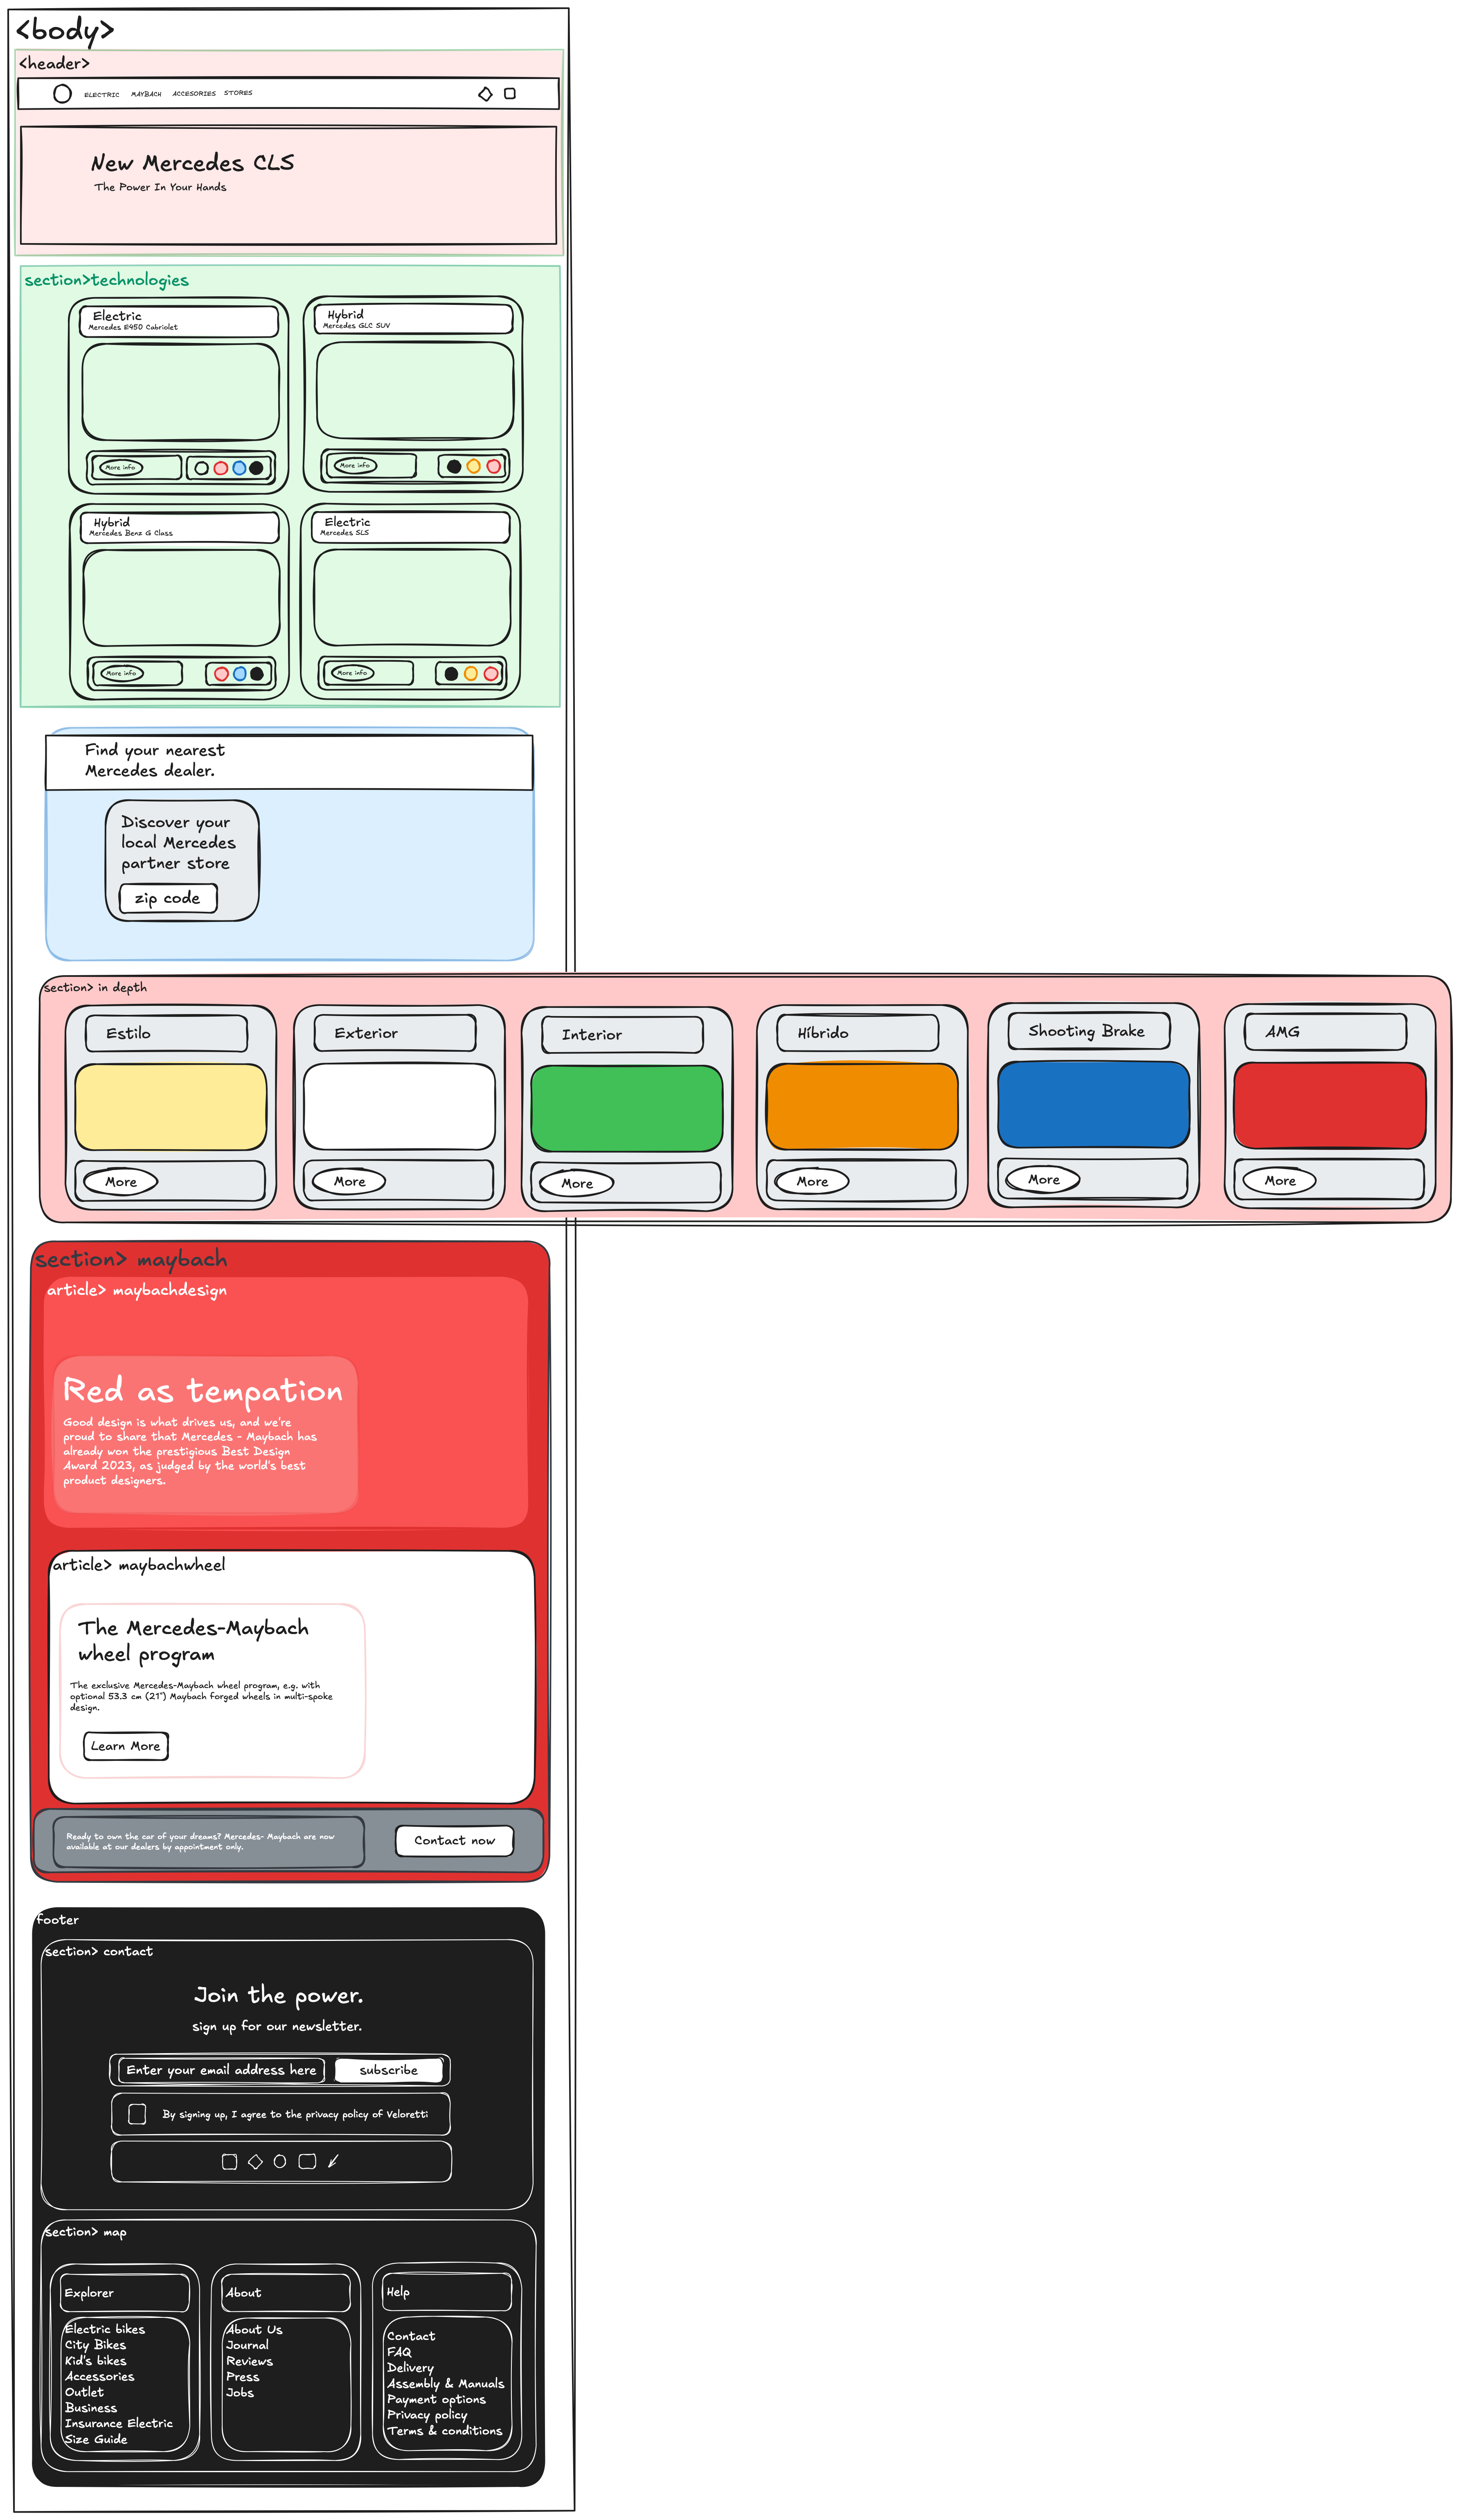 <body>
<header>
ELECTRIC MAYBACH ACCESORIES STORES
New Mercedes CLS
The Power In Your Hands
section>technologies
Electric
Mercedes E450 Cabriolet
More info
Hybrid
Mercedes GLC SUV
More info
Hybrid
Mercedes Benz G Class
More info
Electric
Mercedes SLS
More info
Find your nearest
Mercedes dealer.
Discover your
local Mercedes
partner store
zip code
section> in depth
Estilo
More
Exterior
More
Interior
More
Híbrido
More
Shooting Brake
More
AMG
More
section> maybach
article> maybachdesign
Red as tempation
Good design is what drives us, and we're
proud to share that Mercedes - Maybach has
already won the prestigious Best Design
Award 2023, as judged by the world's best
product designers.
article> maybachwheel
The Mercedes-Maybach
wheel program
The exclusive Mercedes-Maybach wheel program, e.g. with
optional 53.3 cm (21") Maybach forged wheels in multi-spoke
design.
Learn More
Ready to own the car of your dreams? Mercedes- Maybach are now
available at our dealers by appointment only.
Contact now
footer
section> contact
Join the power.
sign up for our newsletter.
Enter your email address here
subscribe
By signing up, I agree to the privacy policy of Veloretti
section> map
Explorer
Electric bikes
City Bikes
Kid's bikes
Accessories
Outlet
Business
Insurance Electric
Size Guide
About
About Us
Journal
Reviews
Press
Jobs
Help
Contact
FAQ
Delivery
Assembly & Manuals
Payment options
Privacy policy
Terms & conditions